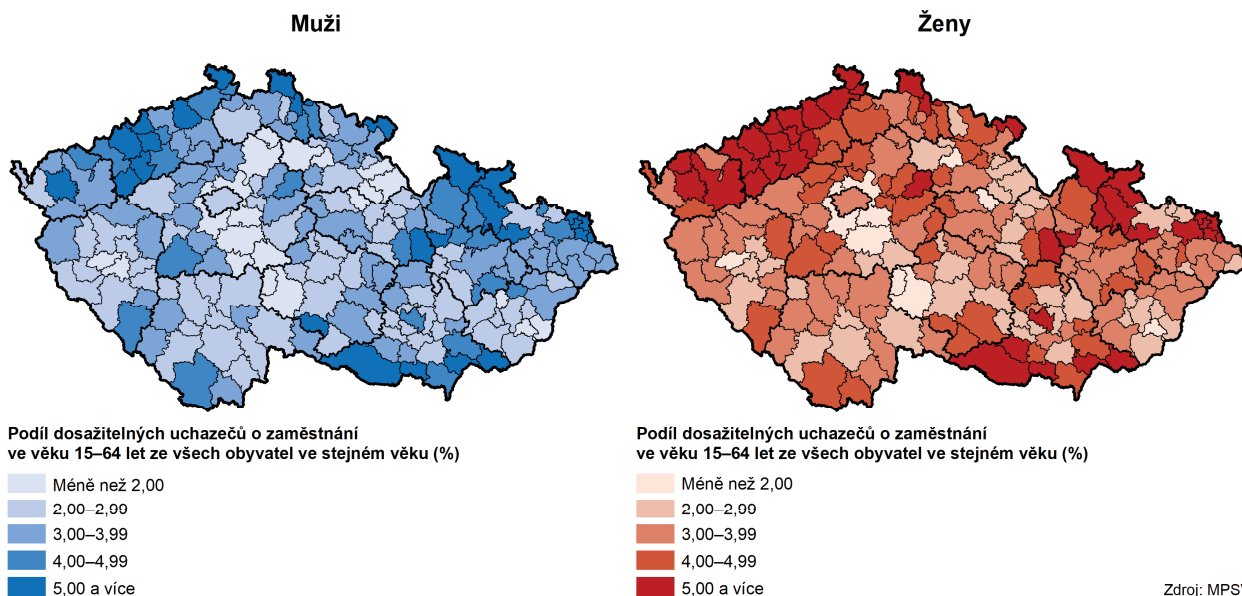 Muži
Ženy
Podíl dosažitelných uchazečů o zaměstnání
ve věku 15–64 let ze všech obyvatel ve stejném věku (%)
Méně než 2,00
2,00–2,99
3,00–3,99
4,00–4,99
5,00 a více
Podíl dosažitelných uchazečů o zaměstnání
ve věku 15–64 let ze všech obyvatel ve stejném věku (%)
Méně než 2,00
2,00–2,99
3,00–3,99
4,00–4,99
5,00 a více
Zdroj: